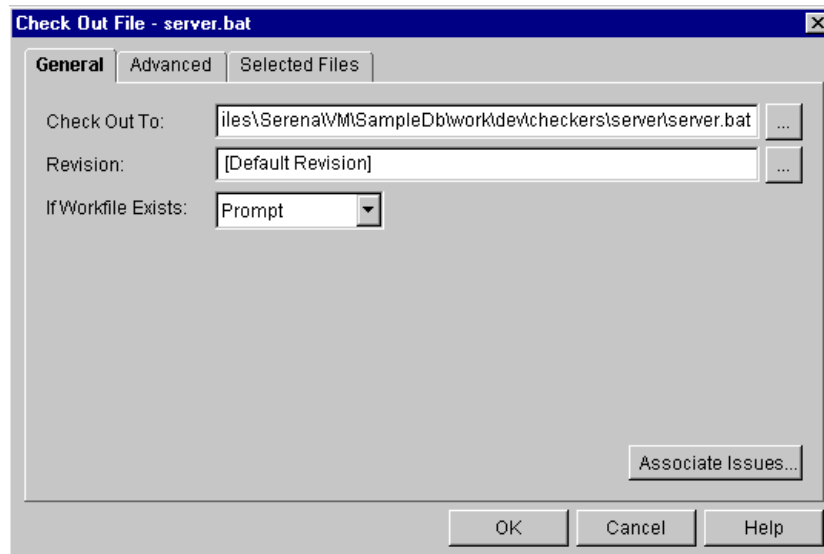 Check Out File - server.bat
General Advanced Selected Files
Check Out To: iles\Serena\VM\SampleDb\work\dev\checkers\server\server.bat ...
Revision: [Default Revision] ...
If Workfile Exists: Prompt
Associate Issues...
OK Cancel Help